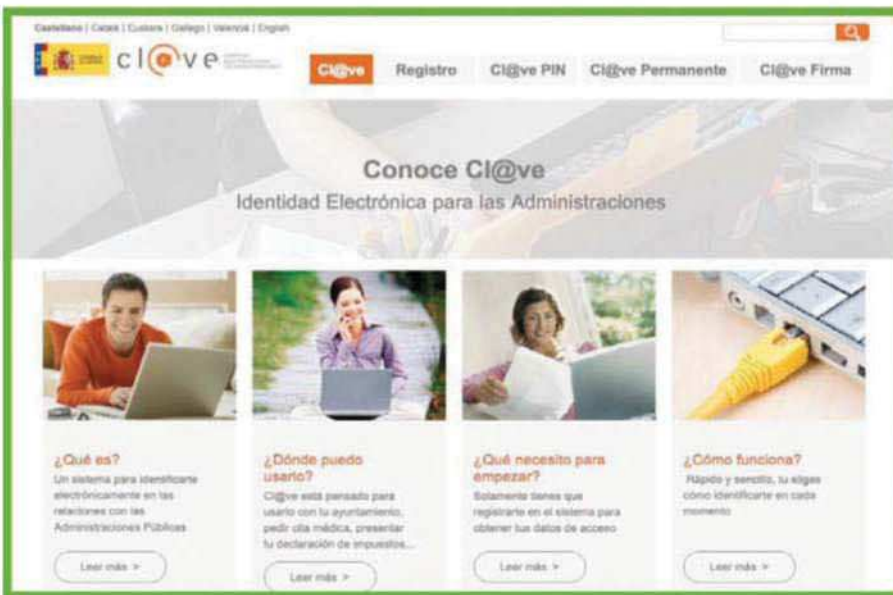 Castellano | Català | Euskara | Gallego | Valencià | English
cl@ve
Cl@ve Registro Cl@ve PIN Cl@ve Permanente Cl@ve Firma
Conoce Cl@ve
Identidad Electrónica para las Administraciones
¿Qué es?
Un sistema para identificarte
electrónicamente en las
relaciones con las
Administraciones Públicas
Leer más >
¿Dónde puedo
usarlo?
Cl@ve está pensado para
usarlo con tu ayuntamiento,
pedir cita médica, presentar
tu declaración de impuestos...
Leer más >
¿Qué necesito para
empezar?
Solamente tienes que
registrarte en el sistema para
obtener tus datos de acceso
Leer más >
¿Cómo funciona?
Rápido y sencillo, tu eliges
cómo identificarte en cada
momento
Leer más >